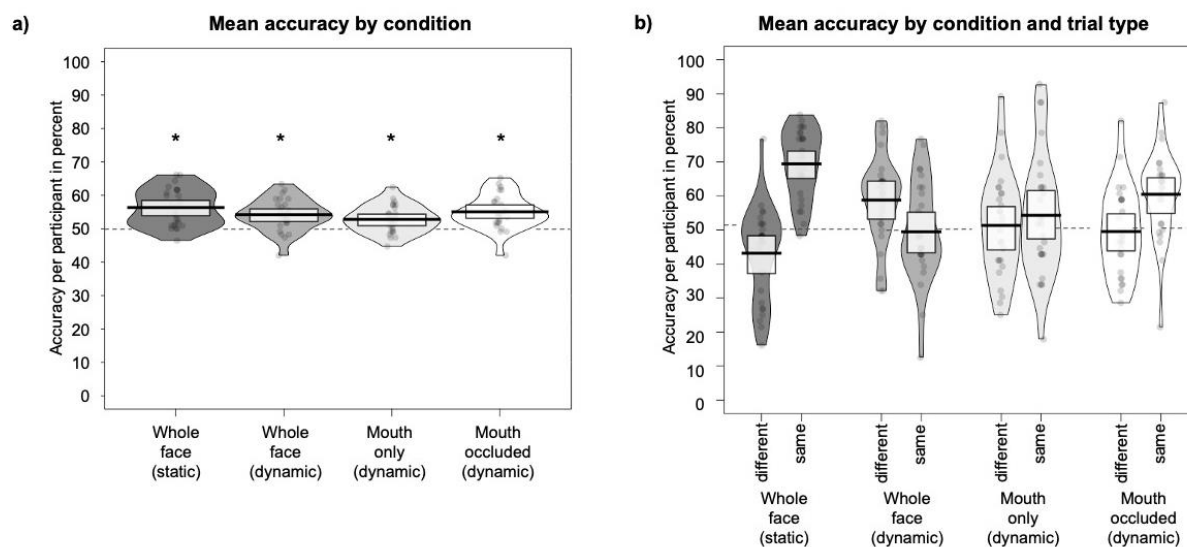 a)
Mean accuracy by condition
Accuracy per participant in percent
100
90
80
70
60
50
40
30
20
10
0
* * * *
Whole face (static)
Whole face (dynamic)
Mouth only (dynamic)
Mouth occluded (dynamic)
b)
Mean accuracy by condition and trial type
Accuracy per participant in percent
100
90
80
70
60
50
40
30
20
10
0
different same different same different same different same
Whole face (static)
Whole face (dynamic)
Mouth only (dynamic)
Mouth occluded (dynamic)